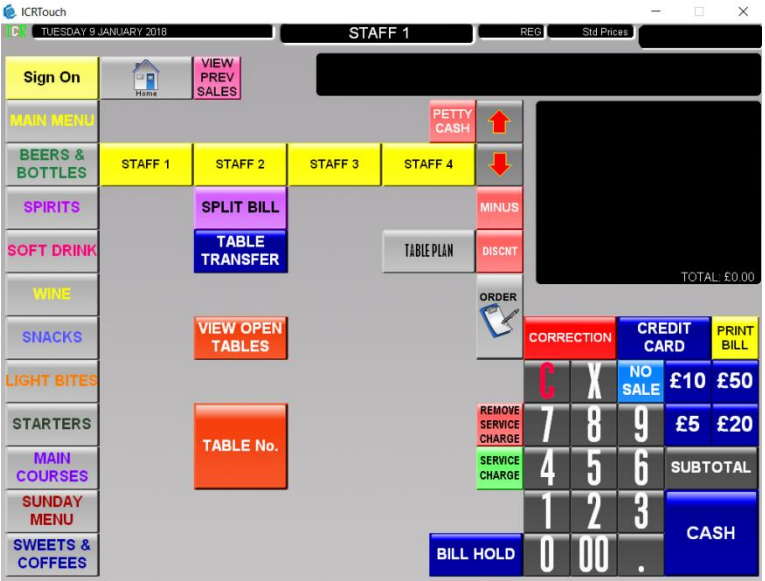 ICRTouch
ICR TUESDAY 9 JANUARY 2018 STAFF 1 REG Std Prices
Sign On
Home
VIEW
PREV
SALES
MAIN MENU
PETTY
CASH
BEERS &
BOTTLES
STAFF 1 STAFF 2 STAFF 3 STAFF 4
SPIRITS
SPLIT BILL
MINUS
SOFT DRINK
TABLE
TRANSFER
TABLE PLAN
DISCNT
TOTAL: £0.00
WINE
ORDER
SNACKS
VIEW OPEN
TABLES
CORRECTION
CREDIT
CARD
PRINT
BILL
LIGHT BITES
C X
NO
SALE
£10 £50
STARTERS
TABLE No.
REMOVE
SERVICE
CHARGE
7 8 9
£5 £20
MAIN
COURSES
SERVICE
CHARGE
4 5 6
SUBTOTAL
SUNDAY
MENU
1 2 3
CASH
SWEETS &
COFFEES
BILL HOLD
0 00 .